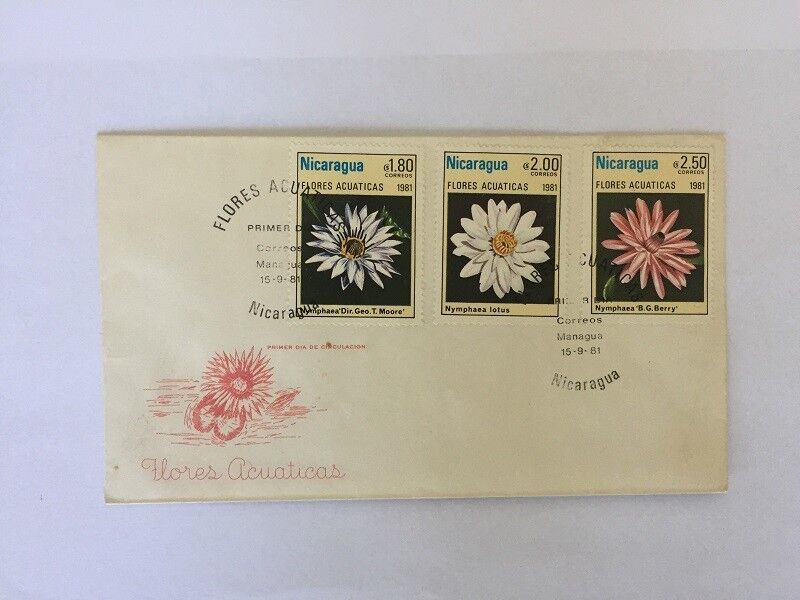 Nicaragua ₡1.80
CORREOS
FLORES ACUATICAS 1981
Nymphaea 'Dir. Geo. T. Moore'
Nicaragua ₡2.00
CORREOS
FLORES ACUATICAS 1981
Nymphaea lotus
Nicaragua ₡2.50
CORREOS
FLORES ACUATICAS 1981
Nymphaea 'B.G. Berry'
FLORES
PRIMER
Correos
Managua
15-9-81
Nicaragua
Correos
Managua
15-9-81
Nicaragua
PRIMER DIA DE CIRCULACION
Flores Acuaticas